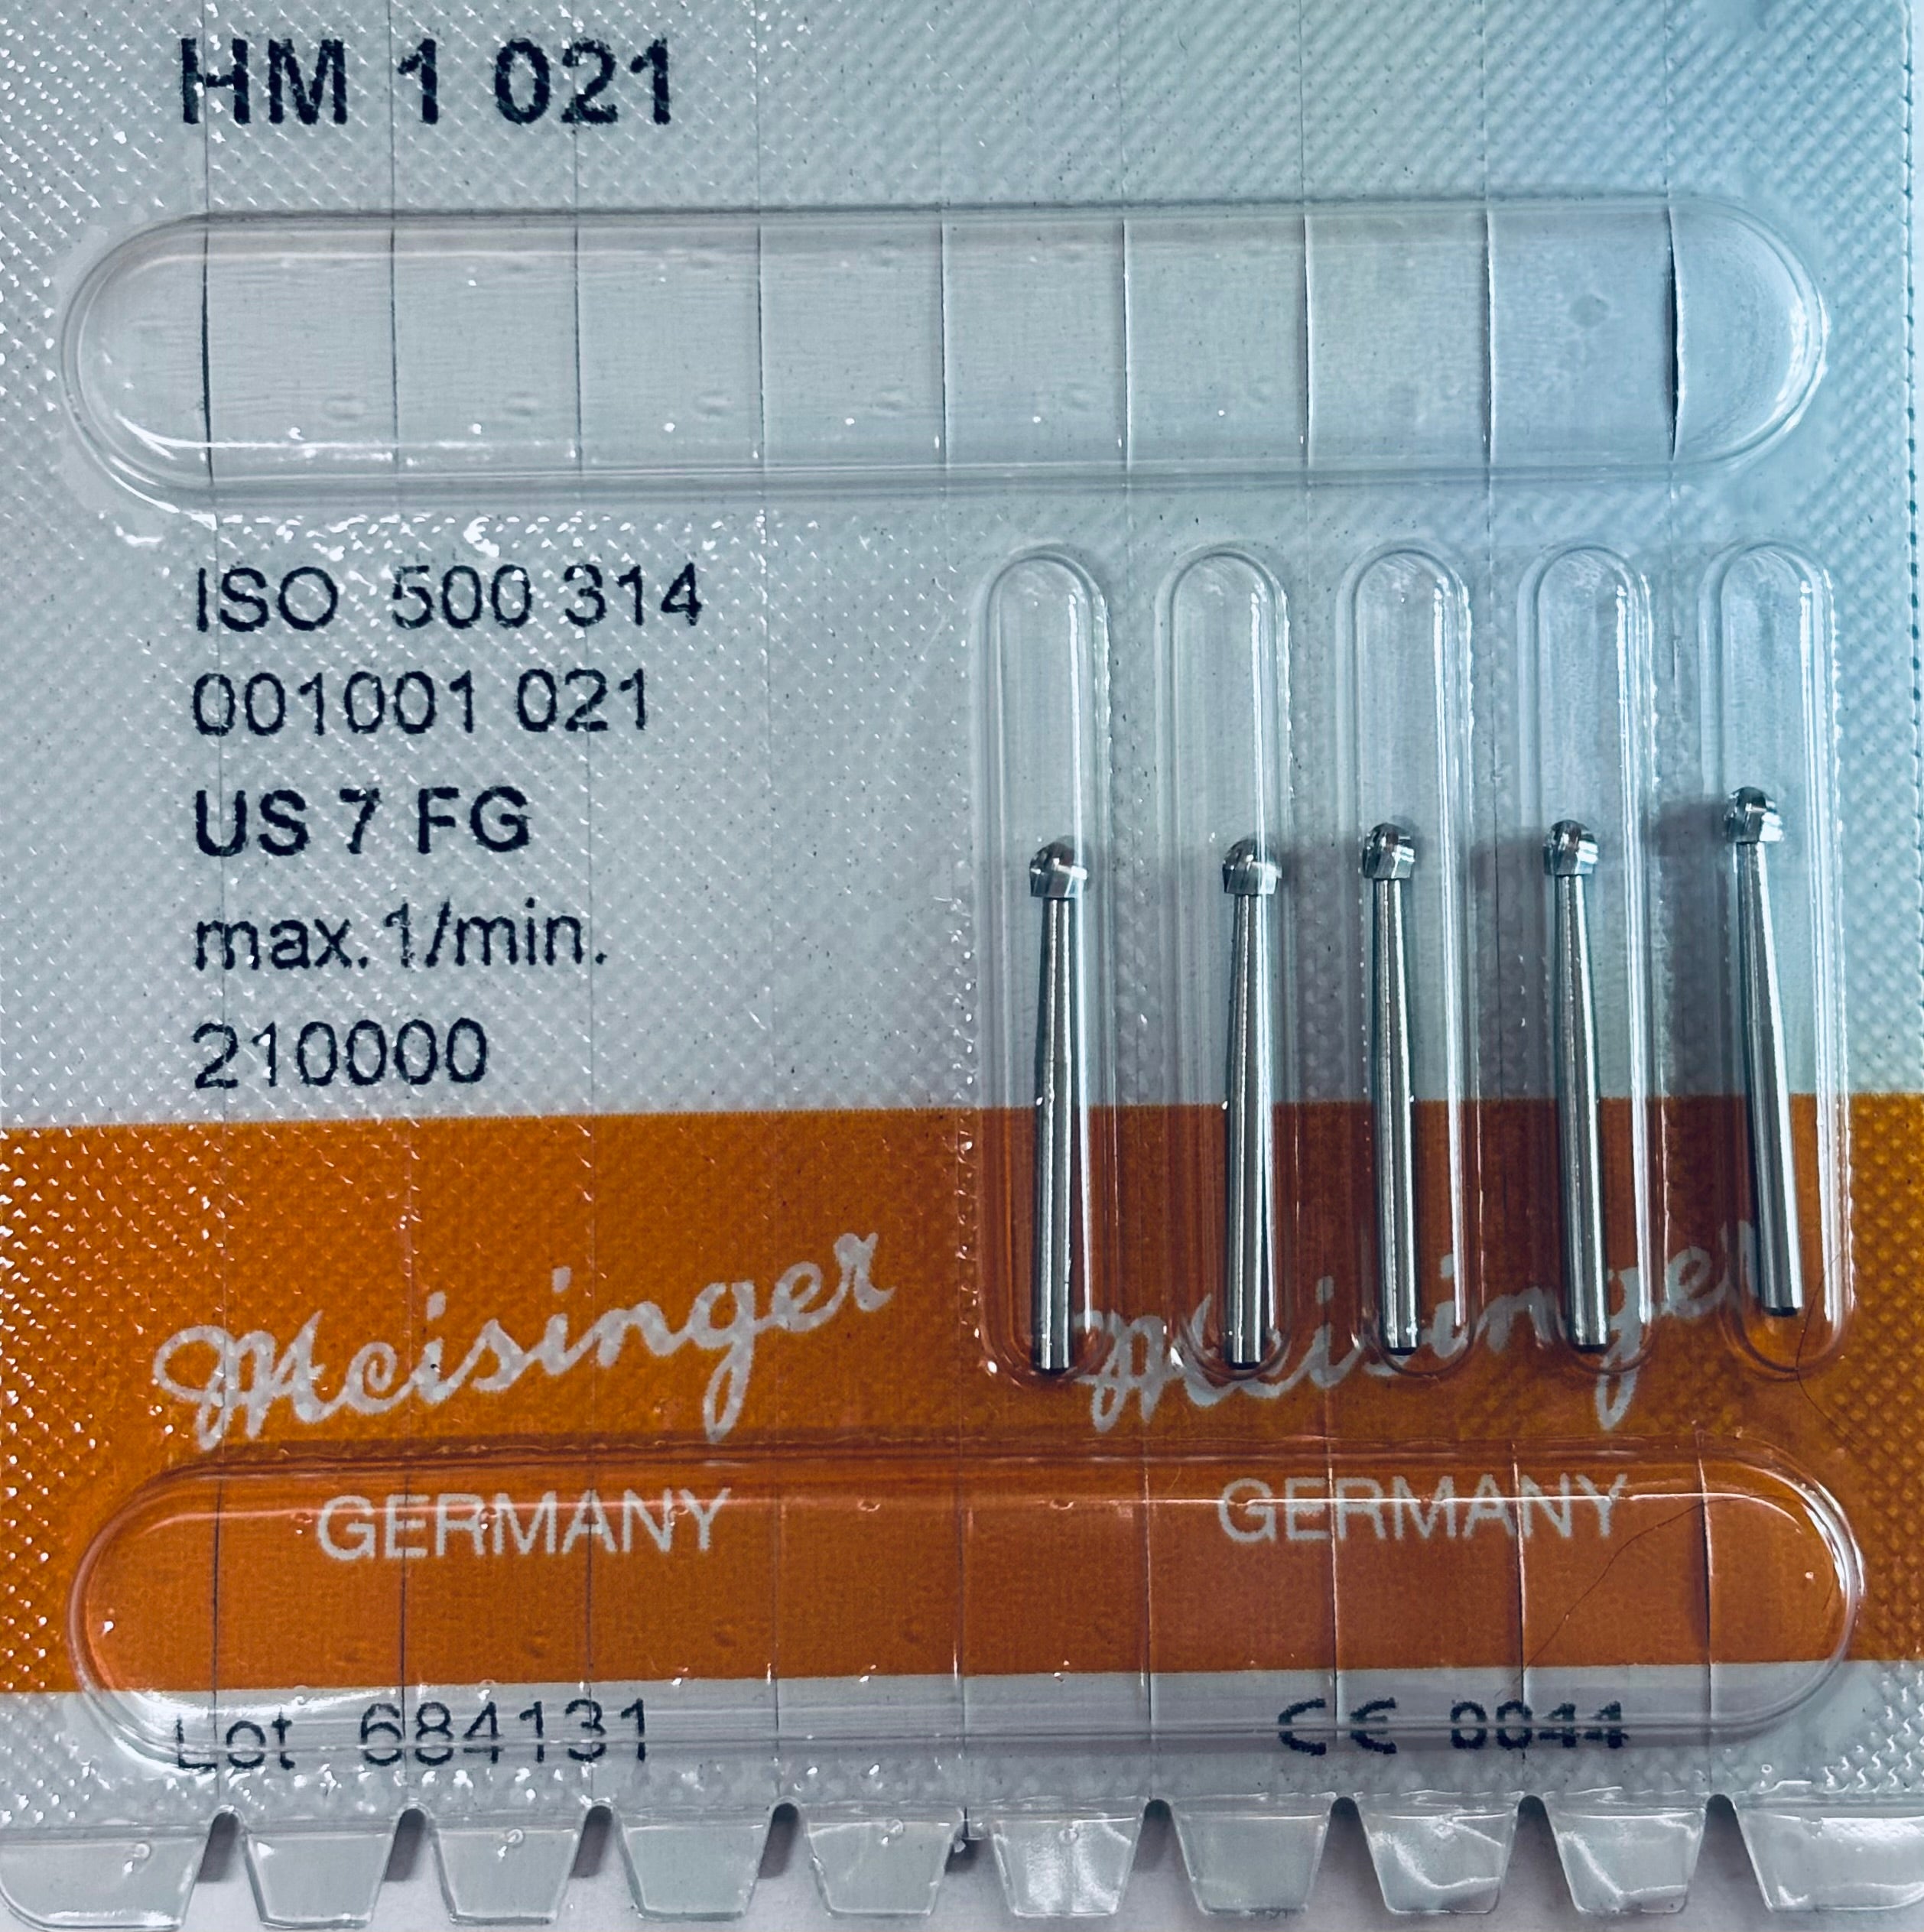 HM 1 021
ISO 500 314
001001 021
US 7 FG
max.1/min.
210000
Meisinger Meisinger
GERMANY GERMANY
Lot 684131 CE 0044